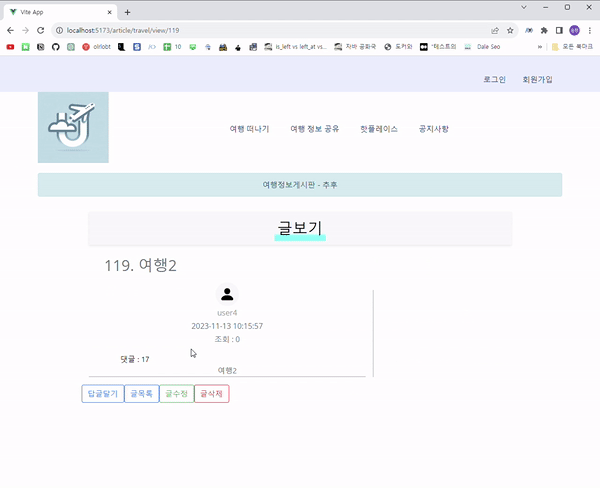 Vite App
localhost:5173/article/travel/view/119
olrlobt
10
is_left vs left_at vs...
자바 공화국
도커와
"테스트의
Dale Seo
»
모든 북마크
로그인 회원가입
여행 떠나기 여행 정보 공유 핫플레이스 공지사항
여행정보게시판 - 추후
글보기
119. 여행2
user4
2023-11-13 10:15:57
조회 : 0
댓글 : 17
여행2
답글달기 글목록 글수정 글삭제